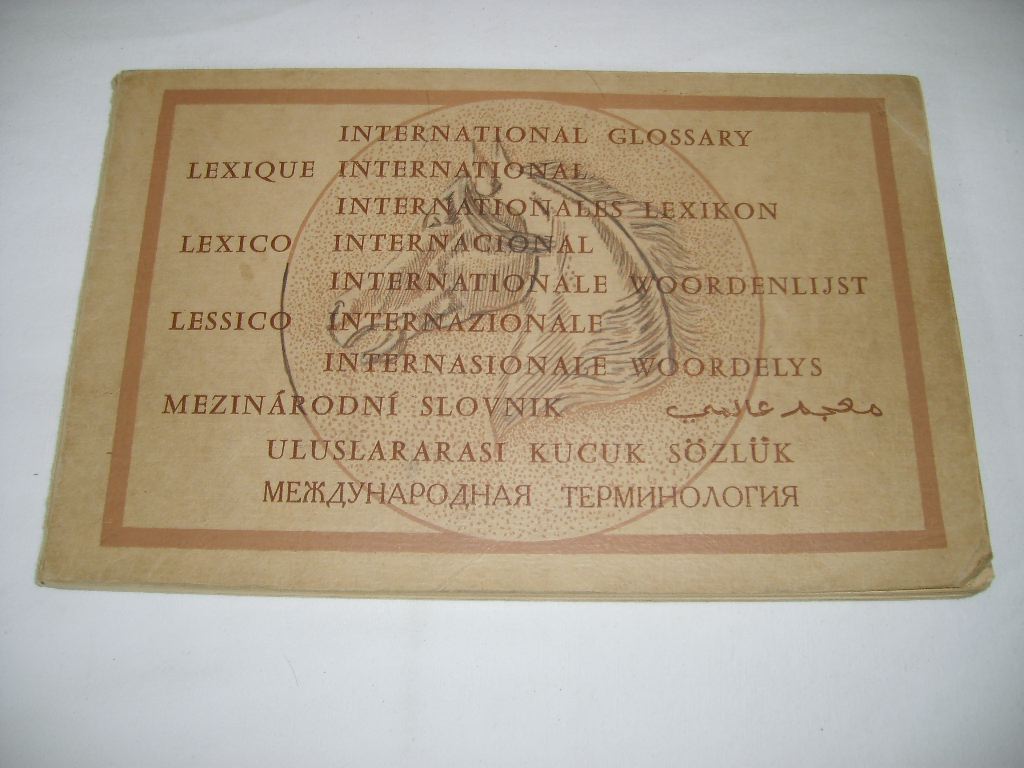 INTERNATIONAL GLOSSARY
LEXIQUE INTERNATIONAL
INTERNATIONALES LEXIKON
LEXICO INTERNACIONAL
INTERNATIONALE WOORDENLIJST
LESSICO INTERNAZIONALE
INTERNASIONALE WOORDELYS
MEZINÁRODNÍ SLOVNIK معجم عالمي
ULUSLARARASI KUCUK SÖZLÜK
МЕЖДУНАРОДНАЯ ТЕРМИНОЛОГИЯ